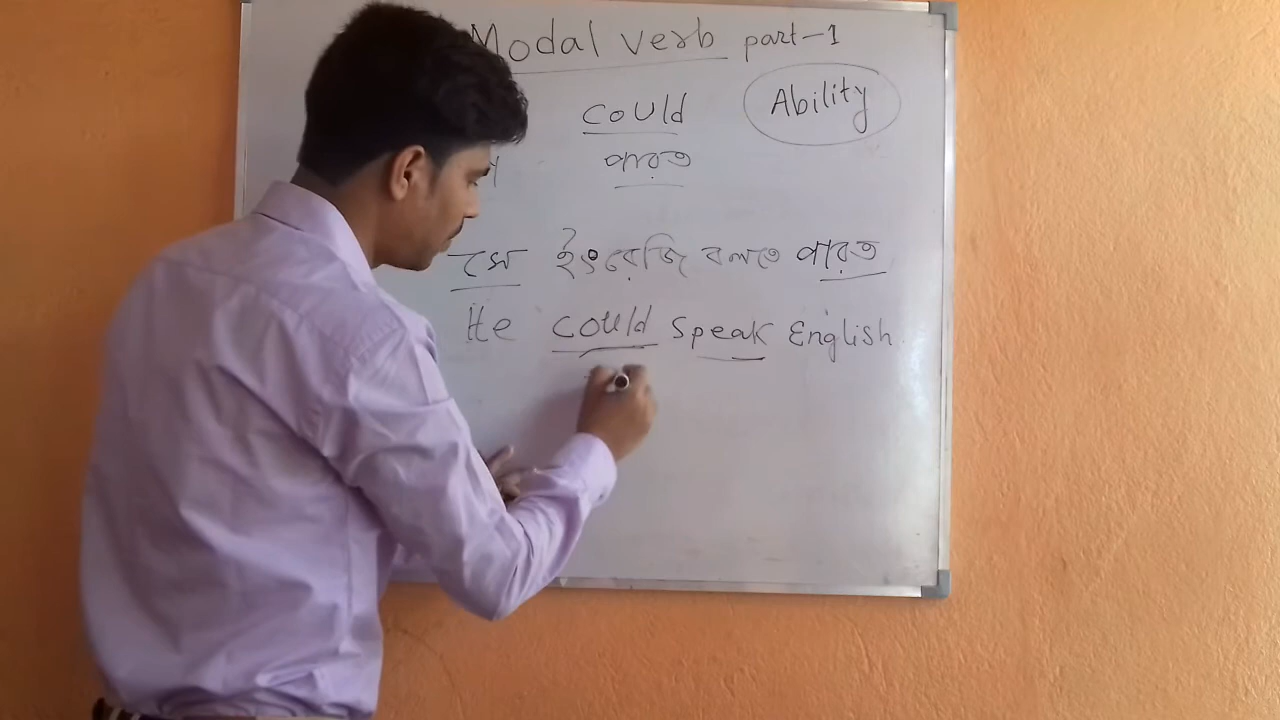 Modal verb part-1
could Ability
পারত
সে ইংরেজি বলতে পারত
He could speak English